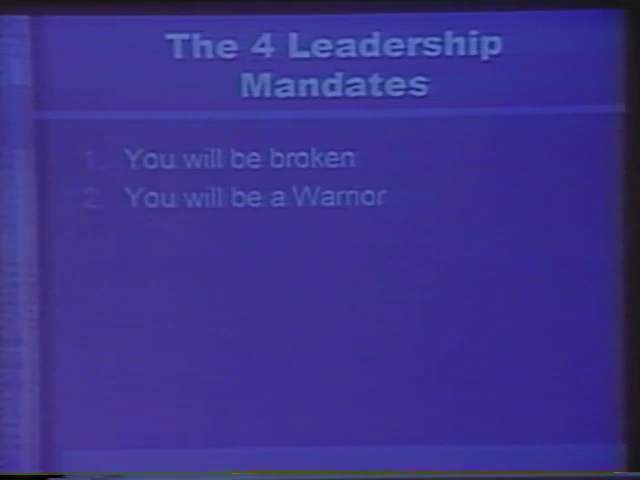 The 4 Leadership
Mandates
1. You will be broken
2. You will be a Warrior